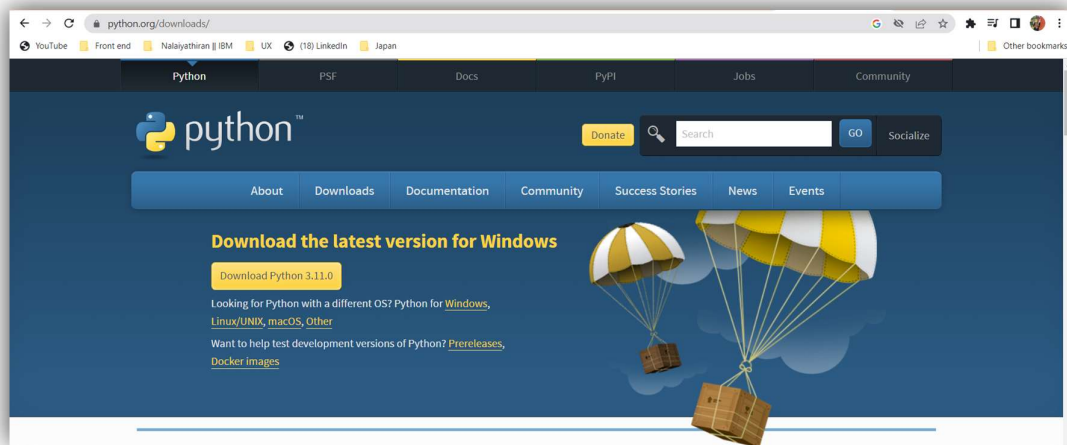 python.org/downloads/
YouTube Front end Nalaiyathiran || IBM UX (18) LinkedIn Japan Other bookmarks
Python PSF Docs PyPI Jobs Community
python™
Donate Search GO Socialize
About Downloads Documentation Community Success Stories News Events
Download the latest version for Windows
Download Python 3.11.0
Looking for Python with a different OS? Python for Windows,
Linux/UNIX, macOS, Other
Want to help test development versions of Python? Prereleases,
Docker images